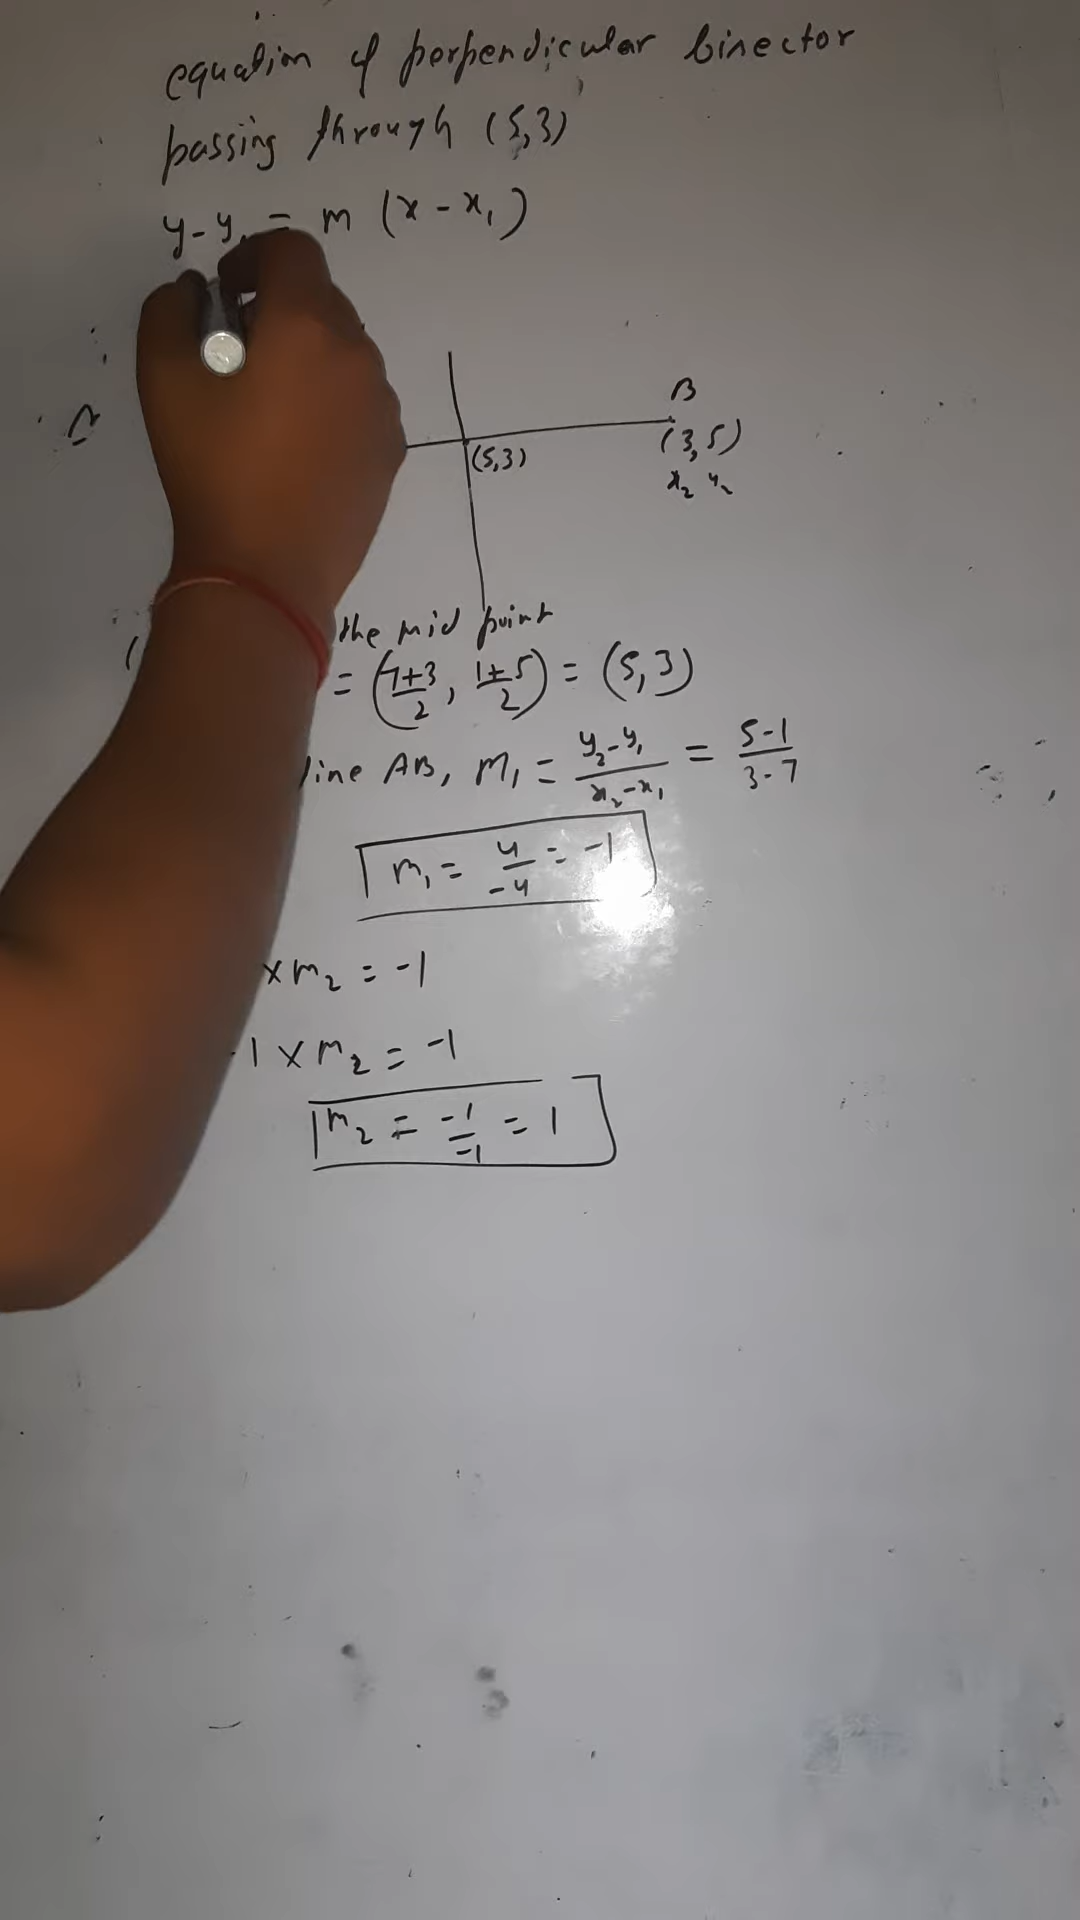 equation of perpendicular bisector
passing through (5,3)
y-y₁ = m (x-x₁)
B
(3,5)
x₂ y₂
(5,3)
the mid point
= (7+3/2, 1+5/2) = (5,3)
line AB, m₁ = y₂-y₁/x₂-x₁ = 5-1/3-7
m₁ = 4/-4 = -1
x m₂ = -1
-1 x m₂ = -1
m₂ = -1/-1 = 1